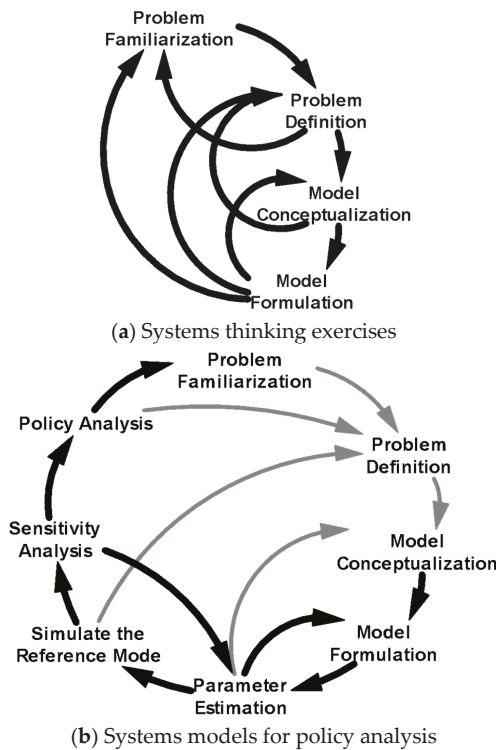 Problem
Familiarization
Problem
Definition
Model
Conceptualization
Model
Formulation
(a) Systems thinking exercises
Problem
Familiarization
Policy Analysis
Problem
Definition
Sensitivity
Analysis
Model
Conceptualization
Simulate the
Reference Mode
Model
Formulation
Parameter
Estimation
(b) Systems models for policy analysis